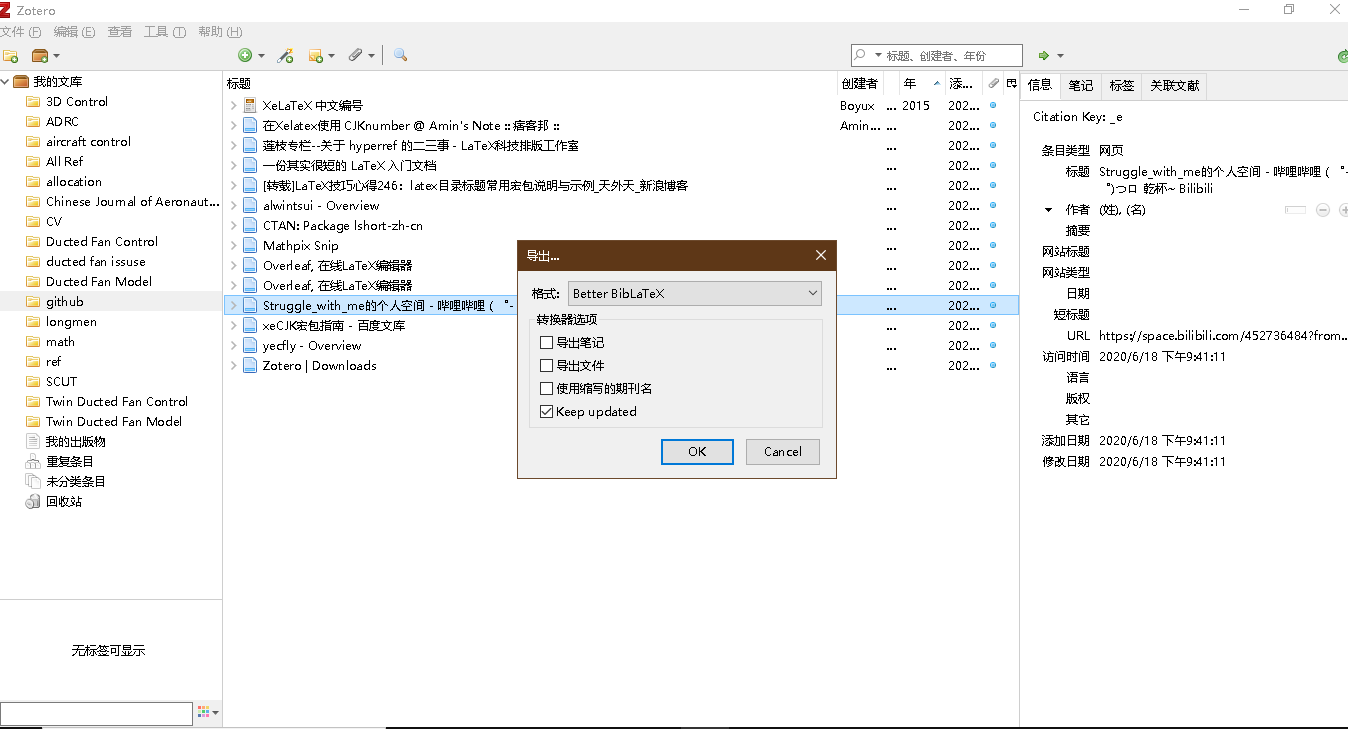 Zotero
文件 (F) 编辑 (E) 查看 工具 (T) 帮助 (H)
标题、创建者、年份
我的文库
3D Control
ADRC
aircraft control
All Ref
allocation
Chinese Journal of Aeronaut...
CV
Ducted Fan Control
ducted fan issuse
Ducted Fan Model
github
longmen
math
ref
SCUT
Twin Ducted Fan Control
Twin Ducted Fan Model
我的出版物
重复条目
未分类条目
回收站
无标签可显示
标题 创建者 年 添...
XeLaTeX 中文编号 Boyux ... 2015 202...
在Xelatex使用 CJKnumber @ Amin's Note :: 痞客邦 :: Amin... ... 202...
莲枝专栏--关于 hyperref 的二三事 - LaTeX科技排版工作室 ... 202...
一份其实很短的 LaTeX 入门文档 ... 202...
[转载]LaTeX技巧心得246：latex目录标题常用宏包说明与示例_天外天_新浪博客 ... 202...
alwintsui - Overview ... 202...
CTAN: Package lshort-zh-cn ... 202...
Mathpix Snip ... 202...
Overleaf, 在线LaTeX编辑器 ... 202...
Overleaf, 在线LaTeX编辑器 ... 202...
Struggle_with_me的个人空间 - 哔哩哔哩 ( ゜- ... 202...
xeCJK宏包指南 - 百度文库 ... 202...
yecfly - Overview ... 202...
Zotero | Downloads ... 202...
导出...
格式: Better BibLaTeX
转换器选项
导出笔记
导出文件
使用缩写的期刊名
Keep updated
OK Cancel
信息 笔记 标签 关联文献
Citation Key: _e
条目类型 网页
标题 Struggle_with_me的个人空间 - 哔哩哔哩 ( ゜-
゜)つロ 乾杯~ Bilibili
作者 (姓), (名)
摘要
网站标题
网站类型
日期
短标题
URL https://space.bilibili.com/452736484?from...
访问时间 2020/6/18 下午9:41:11
语言
版权
其它
添加日期 2020/6/18 下午9:41:11
修改日期 2020/6/18 下午9:41:11